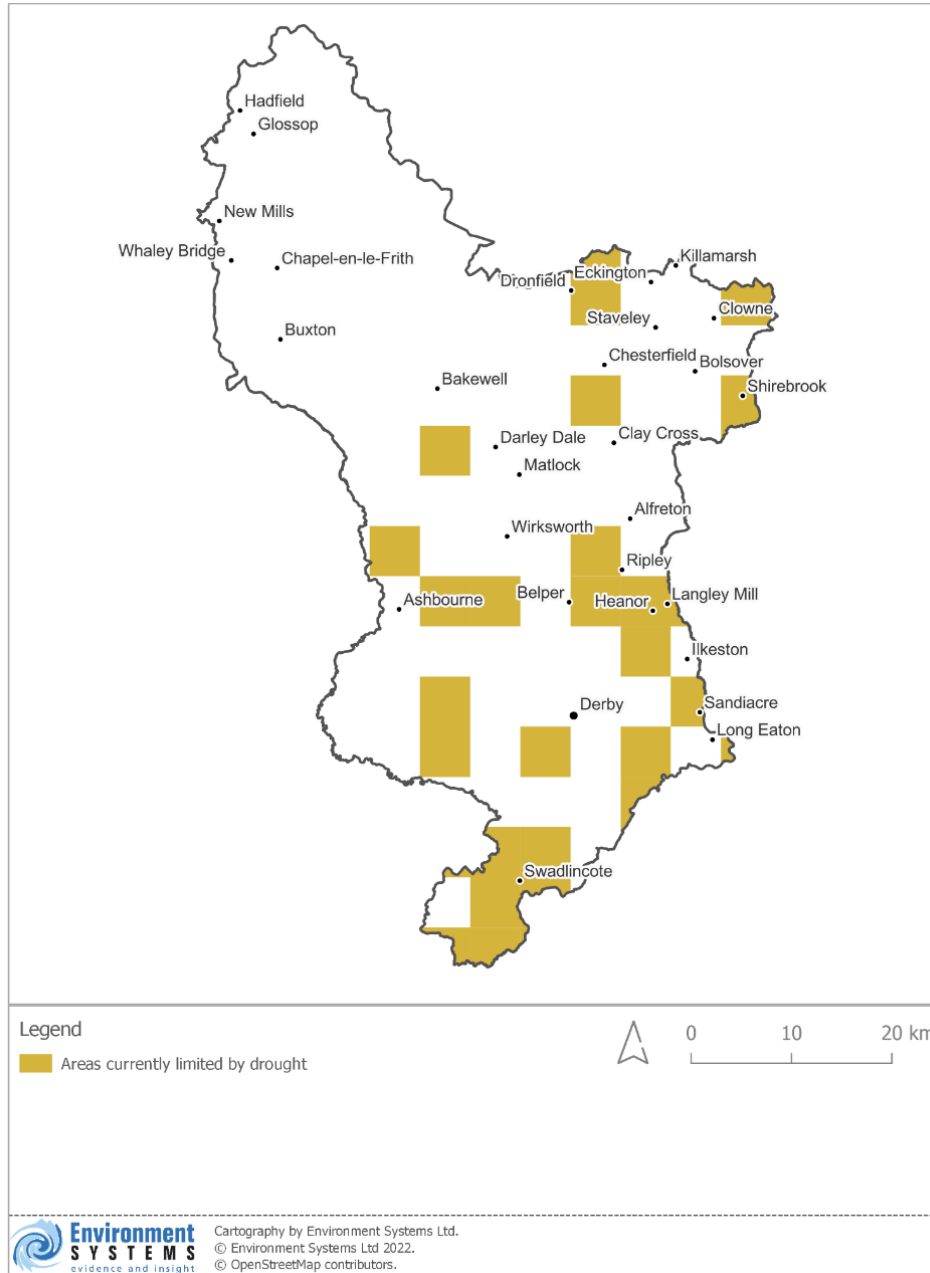 Hadfield
Glossop
New Mills
Whaley Bridge
Chapel-en-le-Frith
Killamarsh
Eckington
Dronfield
Clowne
Staveley
Buxton
Chesterfield
Bolsover
Bakewell
Shirebrook
Darley Dale
Clay Cross
Matlock
Alfreton
Wirksworth
Ripley
Belper
Langley Mill
Ashbourne
Heanor
Ilkeston
Derby
Sandiacre
Long Eaton
Swadlincote
Legend
0 10 20 km
Areas currently limited by drought
Environment
SYSTEMS
evidence and insight
Cartography by Environment Systems Ltd.
© Environment Systems Ltd 2022.
© OpenStreetMap contributors.